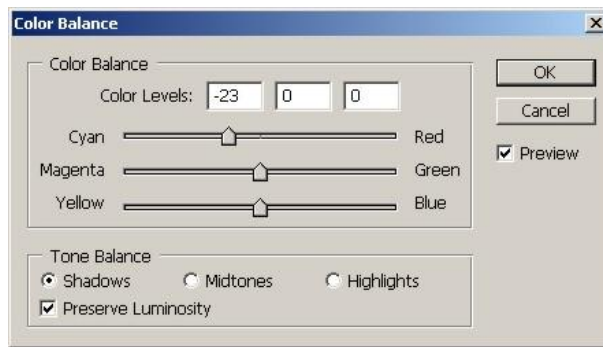 Color Balance
Color Balance
Color Levels: -23 0 0
Cyan Red
Magenta Green
Yellow Blue
OK
Cancel
Preview
Tone Balance
Shadows Midtones Highlights
Preserve Luminosity